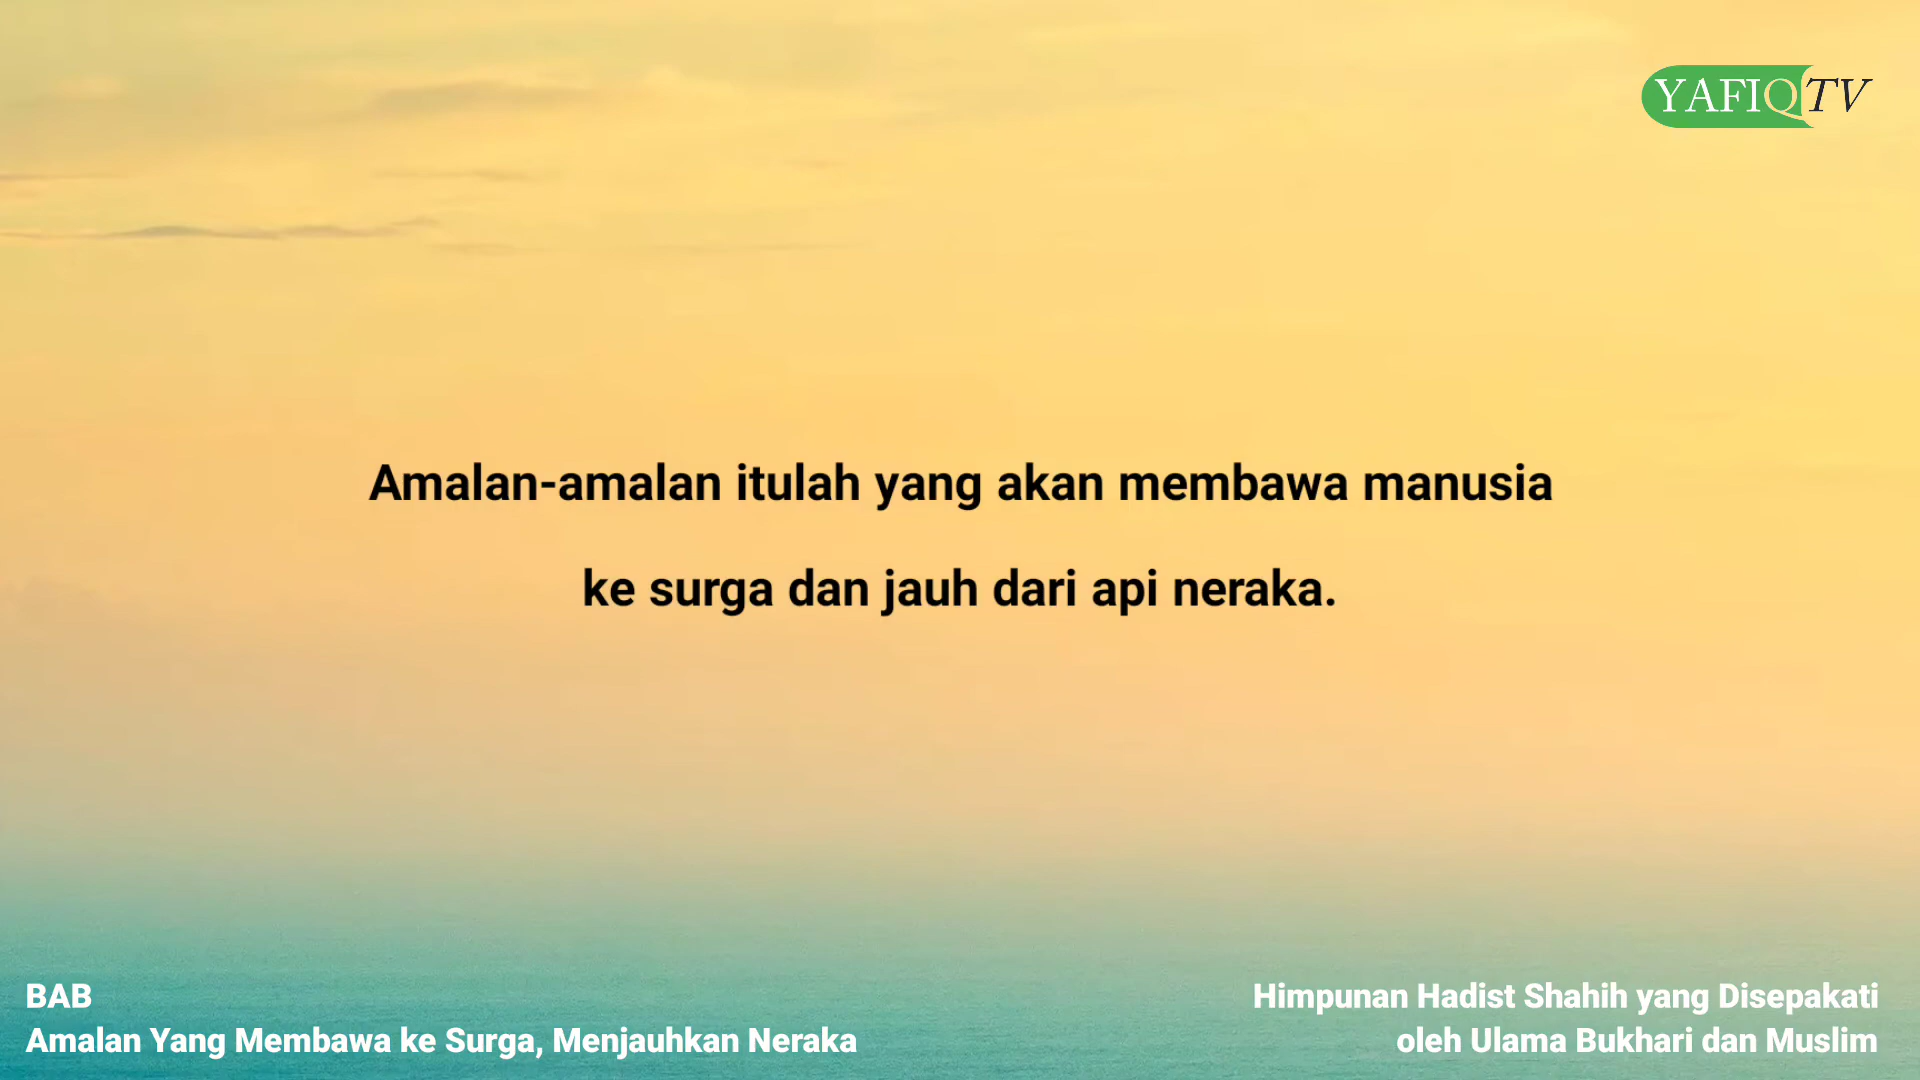 YAFIQTV
Amalan-amalan itulah yang akan membawa manusia
ke surga dan jauh dari api neraka.
BAB
Amalan Yang Membawa ke Surga, Menjauhkan Neraka
Himpunan Hadist Shahih yang Disepakati
oleh Ulama Bukhari dan Muslim